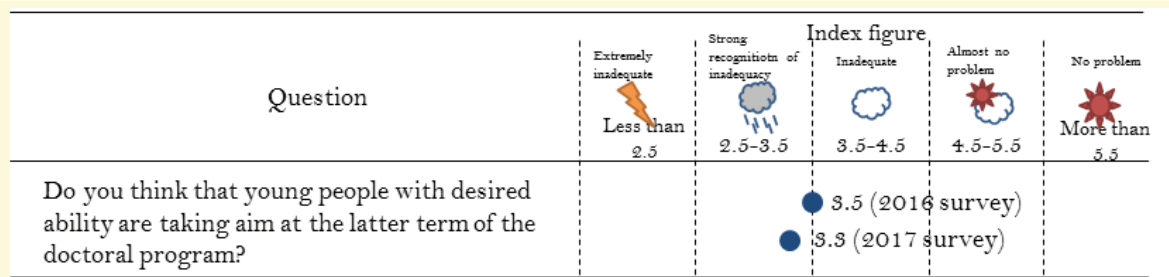 Index figure
Question
Extremely
inadequate
Less than
2.5
Strong
recognitiotn of
inadequacy
2.5-3.5
Inadequate
3.5-4.5
Almost no
problem
4.5-5.5
No problem
More than
5.5
Do you think that young people with desired
ability are taking aim at the latter term of the
doctoral program?
3.5 (2016 survey)
3.3 (2017 survey)